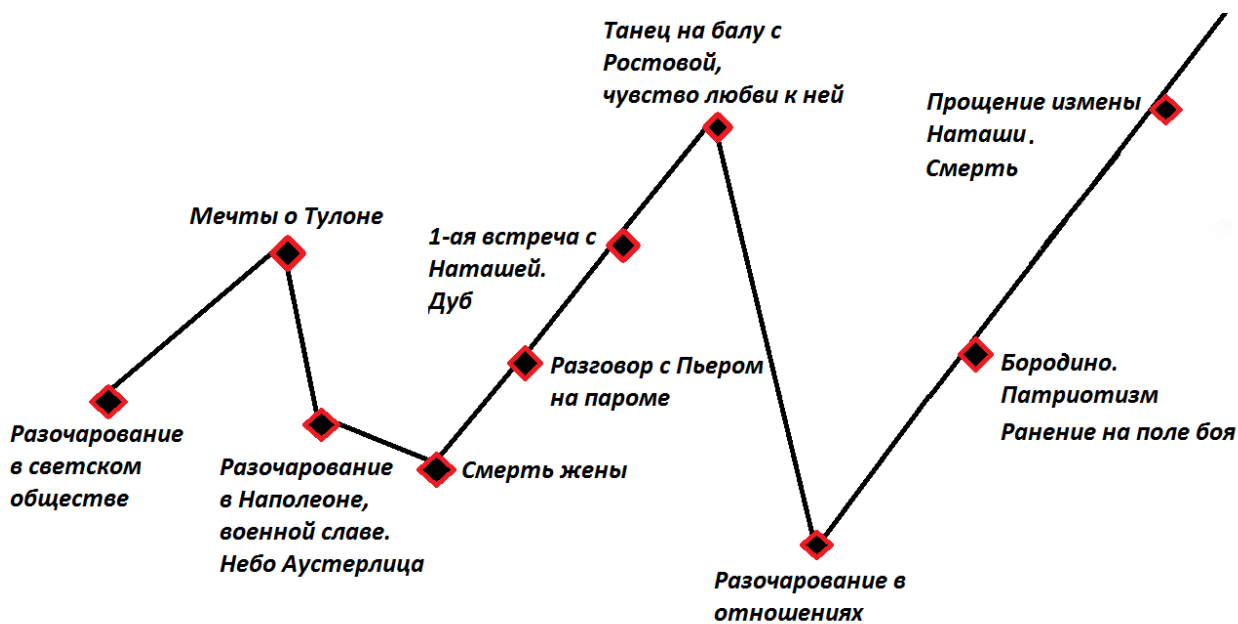 Разочарование
в светском
обществе
Мечты о Тулоне
Разочарование
в Наполеоне,
военной славе.
Небо Аустерлица
Смерть жены
Разговор с Пьером
на пароме
1-ая встреча с
Наташей.
Дуб
Танец на балу с
Ростовой,
чувство любви к ней
Разочарование в
отношениях
Бородино.
Патриотизм
Ранение на поле боя
Прощение измены
Наташи.
Смерть